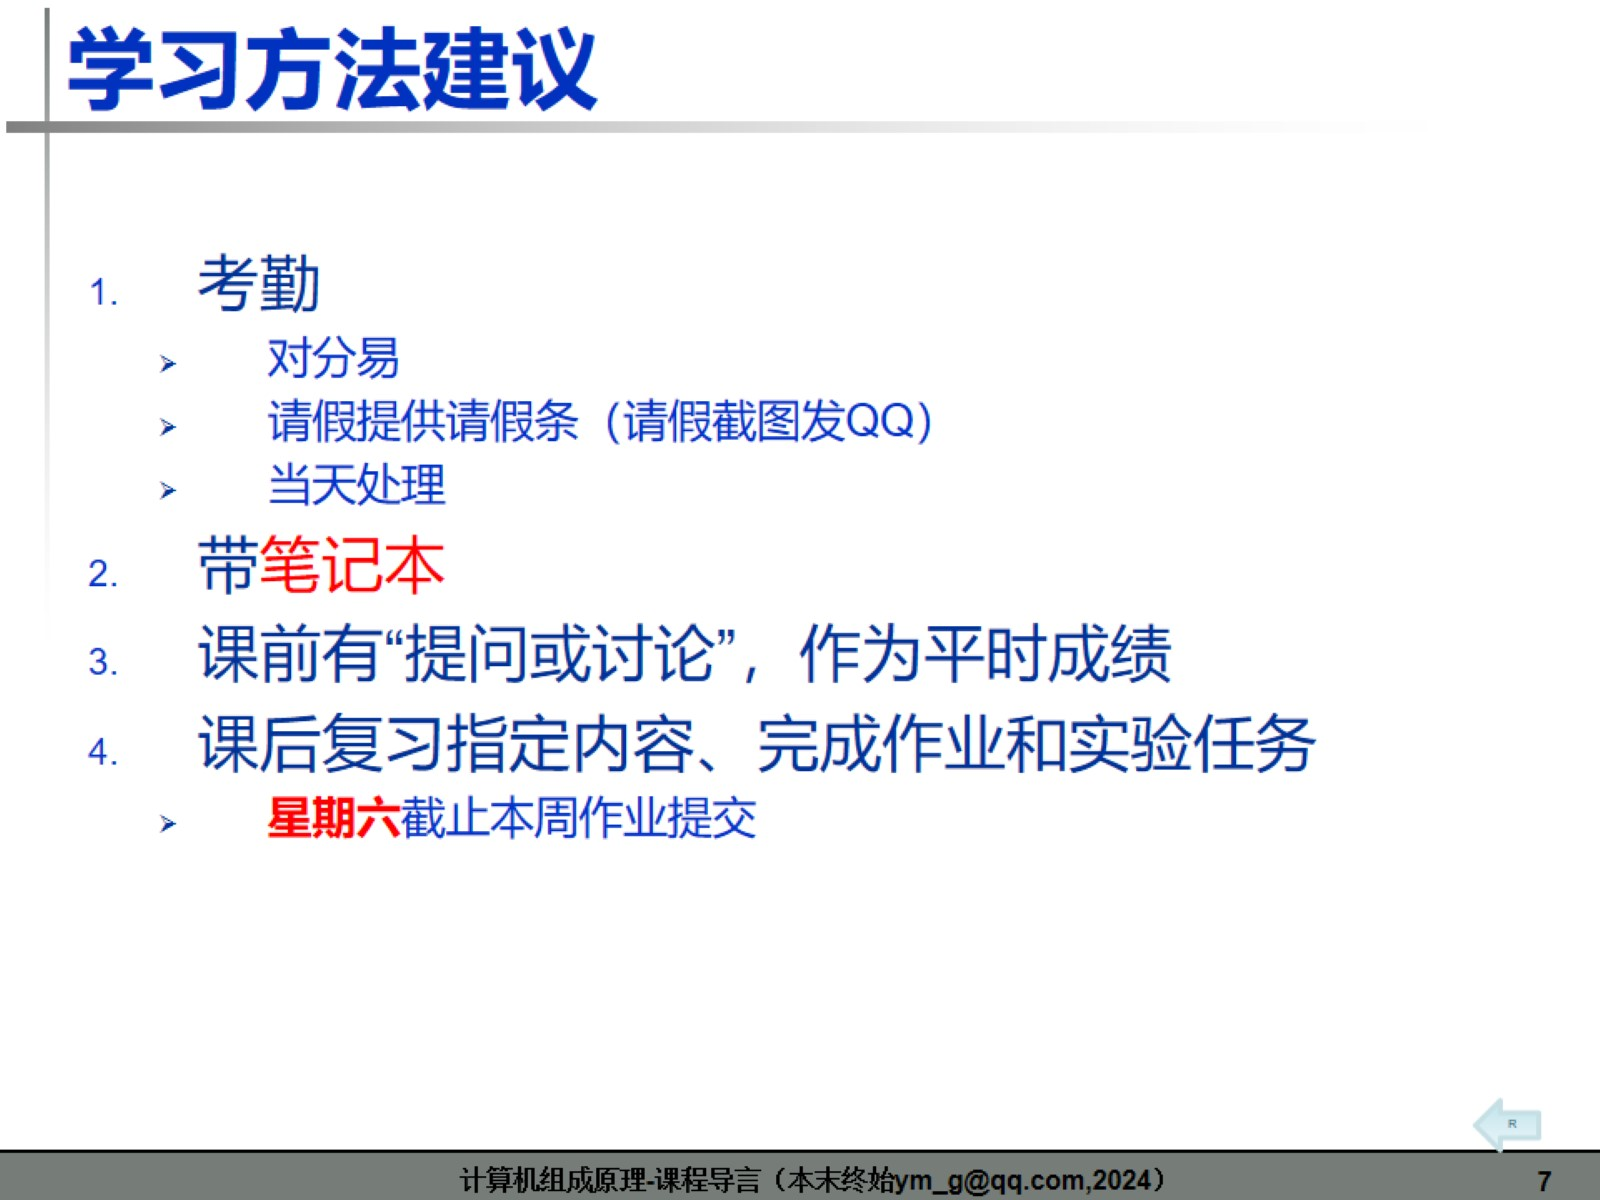 学习方法建议
1. 考勤
➢ 对分易
➢ 请假提供请假条（请假截图发QQ）
➢ 当天处理
2. 带笔记本
3. 课前有“提问或讨论”，作为平时成绩
4. 课后复习指定内容、完成作业和实验任务
➢ 星期六截止本周作业提交
R
计算机组成原理-课程导言（本末终始ym_g@qq.com,2024）
7